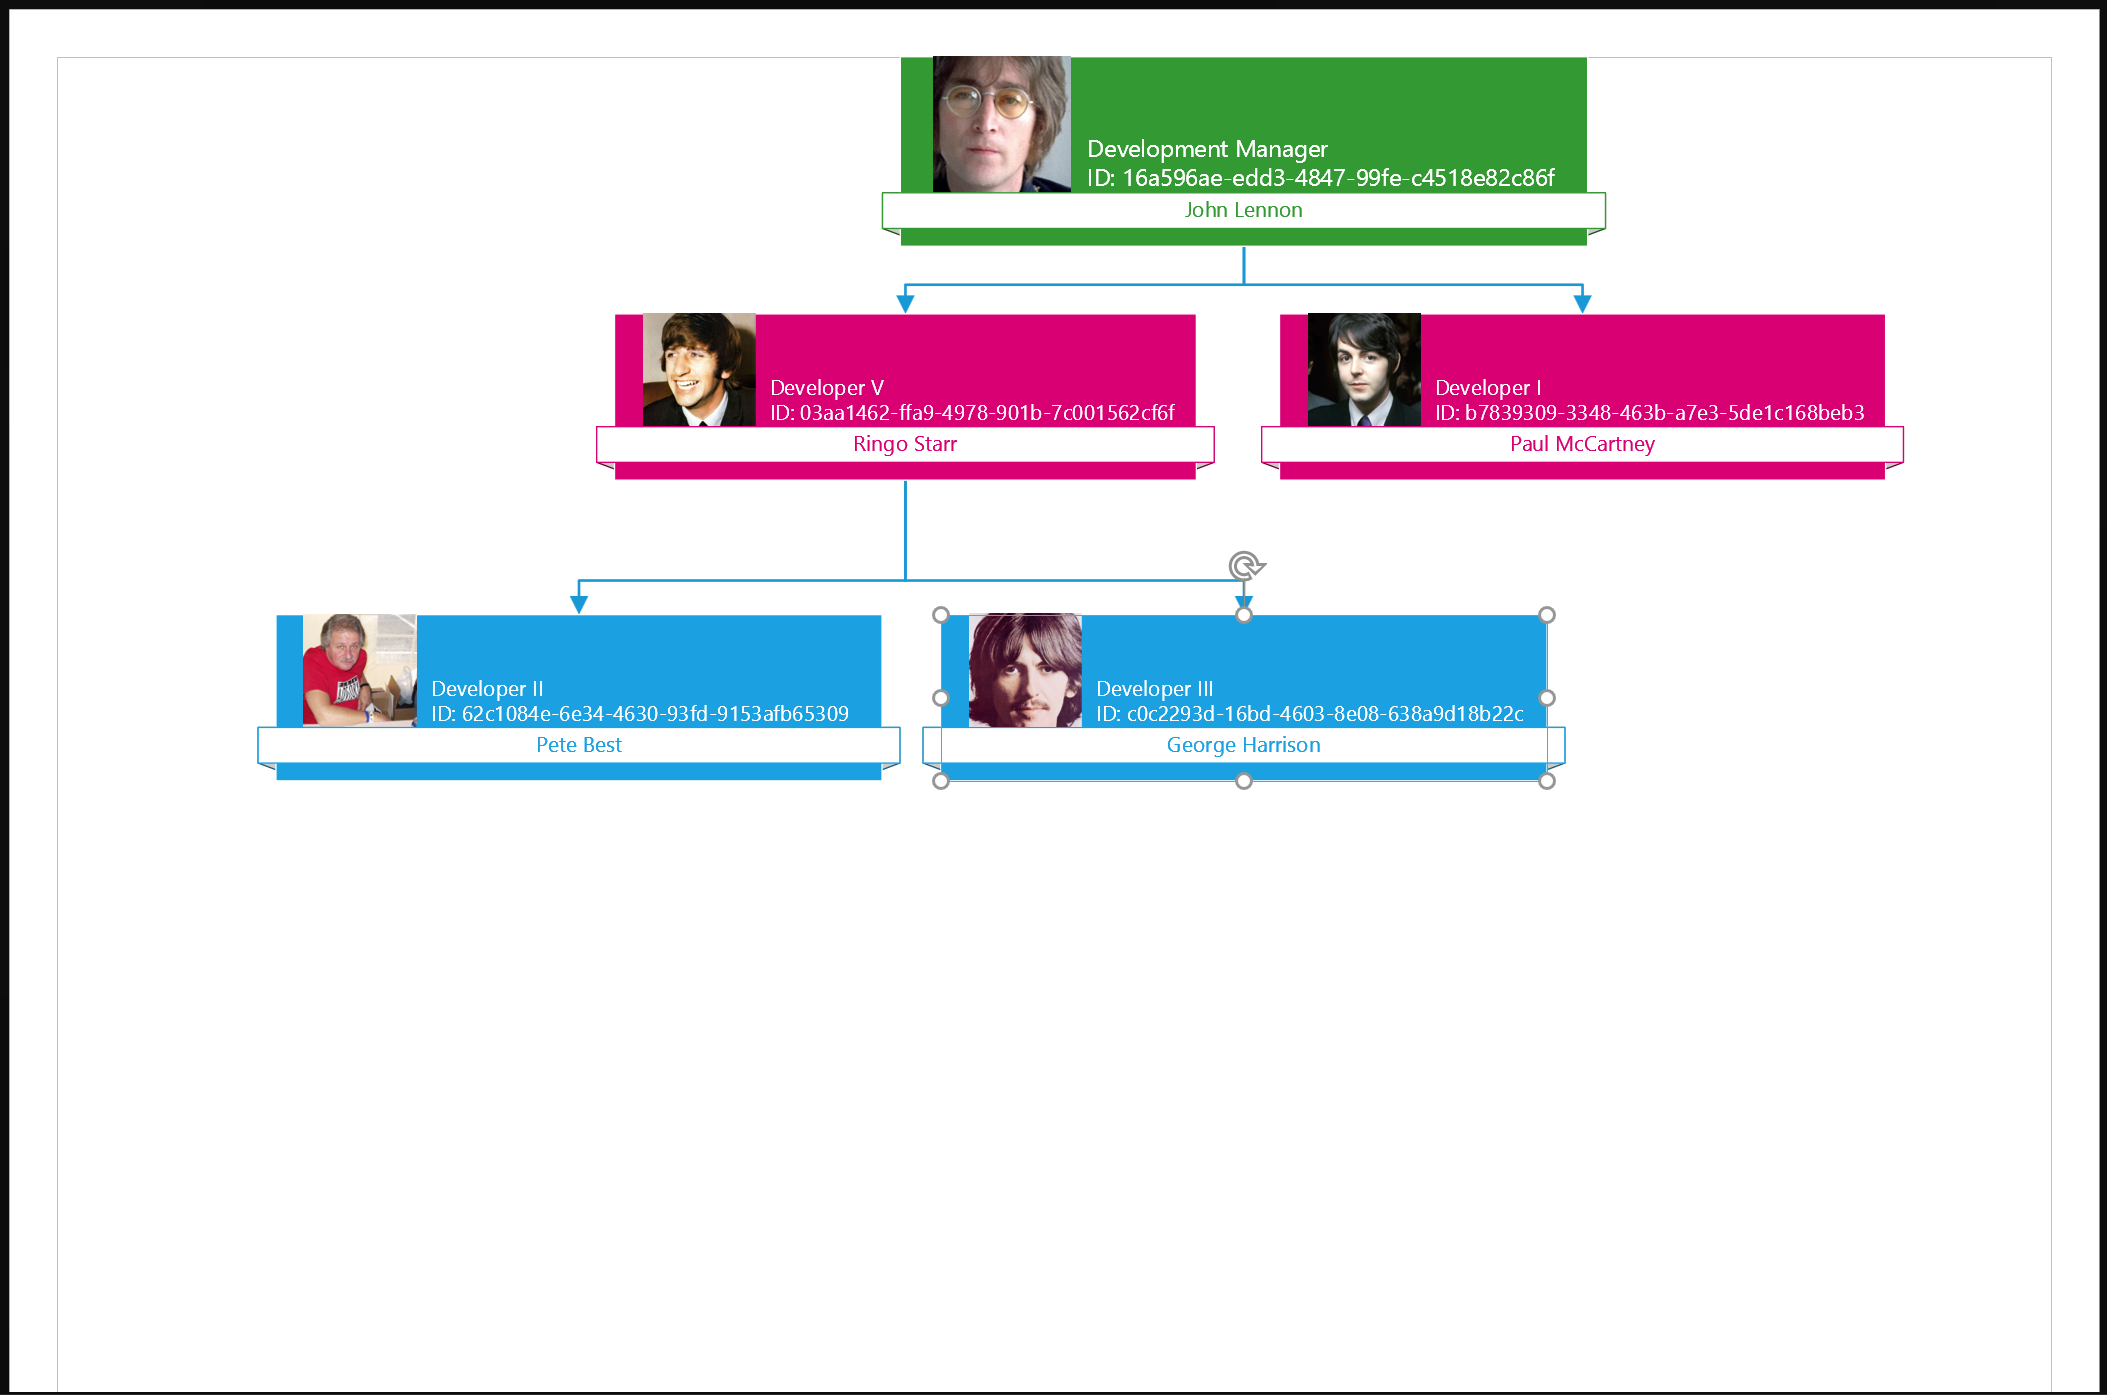 Development Manager
ID: 16a596ae-edd3-4847-99fe-c4518e82c86f
John Lennon
Developer V
ID: 03aa1462-ffa9-4978-901b-7c001562cf6f
Ringo Starr
Developer I
ID: b7839309-3348-463b-a7e3-5de1c168beb3
Paul McCartney
Developer II
ID: 62c1084e-6e34-4630-93fd-9153afb65309
Pete Best
Developer III
ID: c0c2293d-16bd-4603-8e08-638a9d18b22c
George Harrison